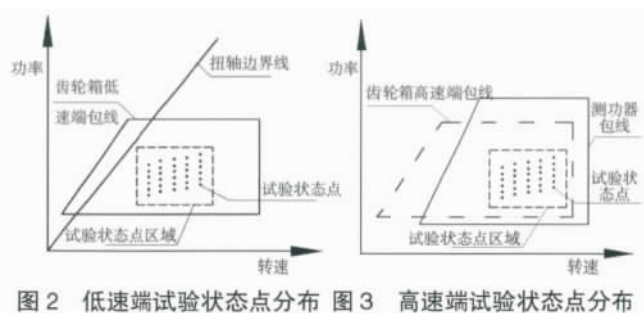 功率
扭轴边界线
齿轮箱低
速端包线
试验状态点
试验状态点区域
转速
图2 低速端试验状态点分布
功率
齿轮箱高速端包线
测功器
包线
试验状
态点
试验状态点区域
转速
图3 高速端试验状态点分布